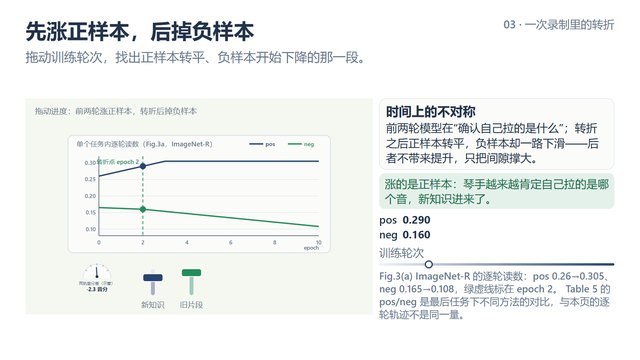 先涨正样本，后掉负样本
03 · 一次录制里的转折
拖动训练轮次，找出正样本转平、负样本开始下降的那一段。
拖动进度：前两轮涨正样本，转折后掉负样本
单个任务内逐轮读数（Fig.3a，ImageNet-R）
pos
neg
0.30
转折点 epoch 2
0.25
0.20
0.15
0.10
0 2 4 6 8 10
epoch
-2.3 音分
新知识
旧片段
时间上的不对称
前两轮模型在“确认自己拉的是什么”；转折
之后正样本转平，负样本却一路下滑——后
者不带来提升，只把间隙撑大。
涨的是正样本：琴手越来越肯定自己拉的是哪
个音，新知识进来了。
pos 0.290
neg 0.160
训练轮次
Fig.3(a) ImageNet-R 的逐轮读数：pos 0.26→0.305、
neg 0.165→0.108，绿虚线标在 epoch 2。 Table 5 的
pos/neg 是最后任务下不同方法的对比，与本页的逐
轮轨迹不是同一量。